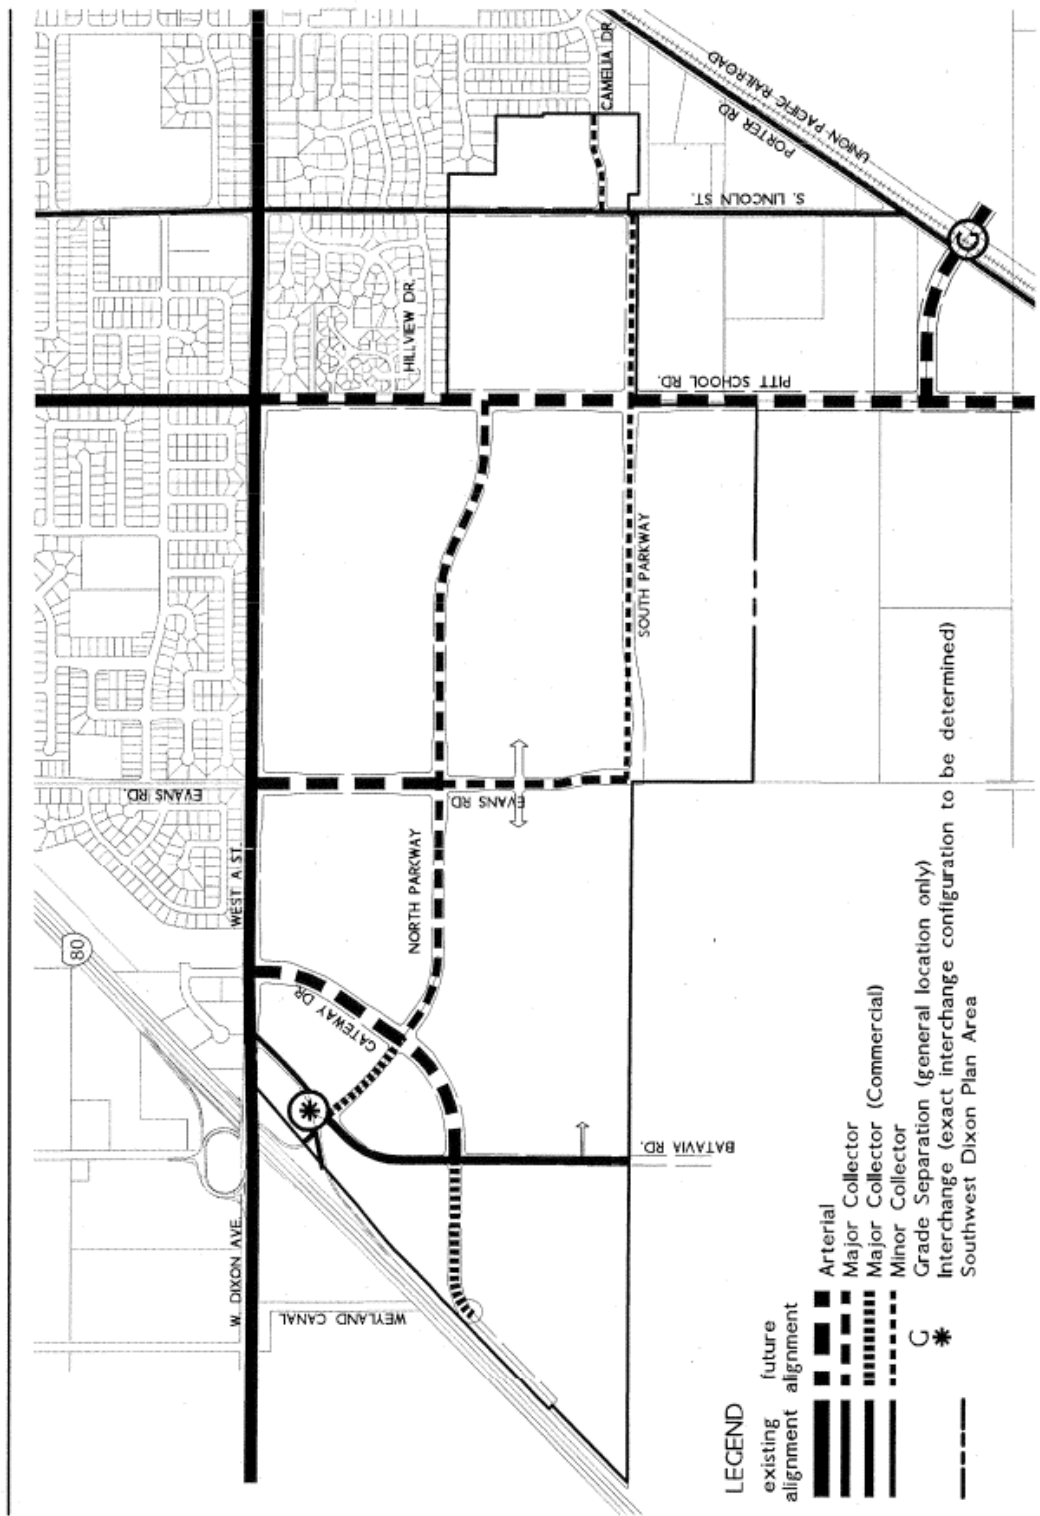 CAMELIA DR
UNION PACIFIC RAILROAD
PORTER RD.
S. LINCOLN ST.
HILLVIEW DR.
G
PITT SCHOOL RD.
SOUTH PARKWAY
EVANS RD.
EVANS RD.
WEST A ST.
NORTH PARKWAY
80
GATEWAY DR
BATAVIA RD.
W. DIXON AVE.
WEYLAND CANAL
LEGEND
existing alignment
future alignment
Arterial
Major Collector
Major Collector (Commercial)
Minor Collector
G Grade Separation (general location only)
Interchange (exact interchange configuration to be determined)
Southwest Dixon Plan Area